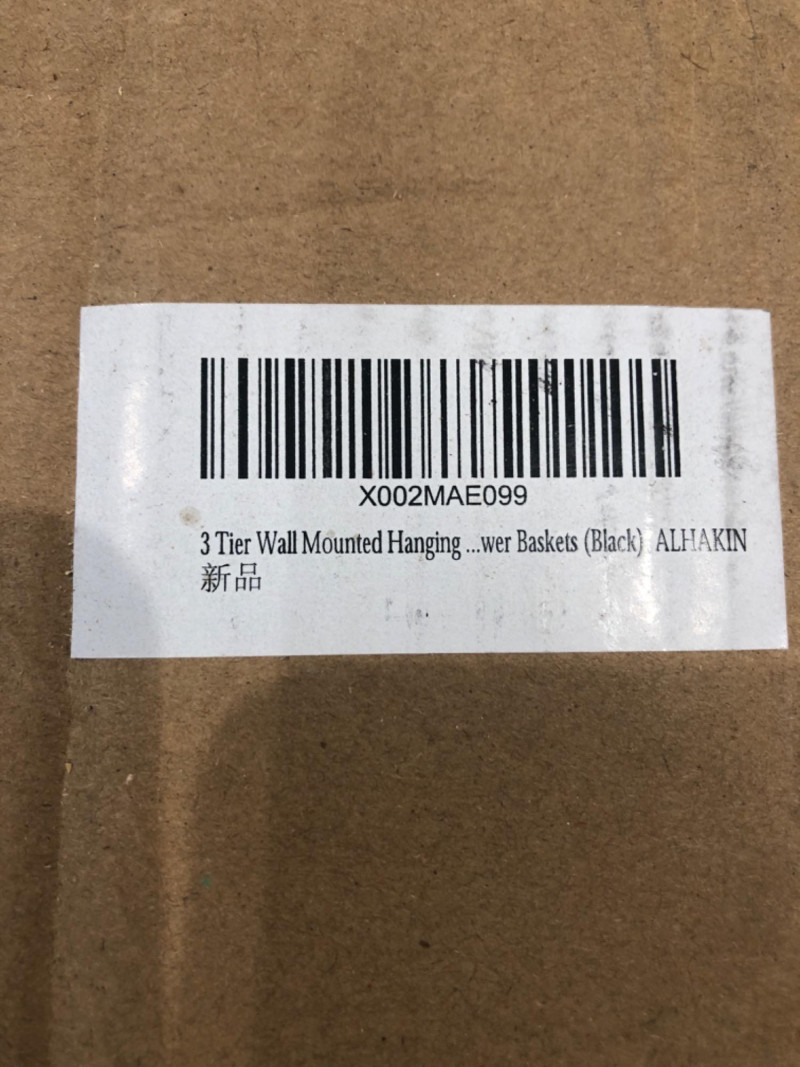 X002MAE099
3 Tier Wall Mounted Hanging ...wer Baskets (Black) ALHAKIN
新品